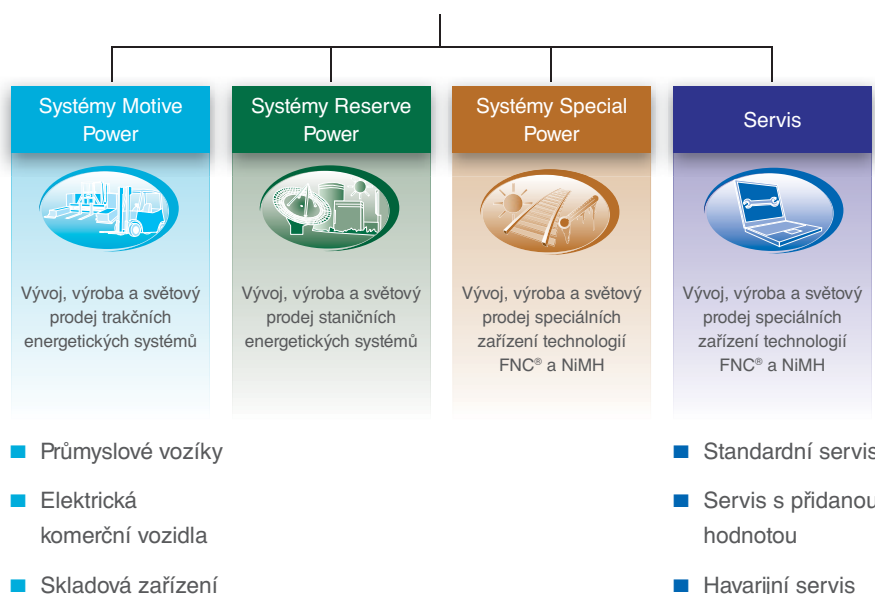 Systémy Motive
Power
Vývoj, výroba a světový
prodej trakčních
energetických systémů
Průmyslové vozíky
Elektrická
komerční vozidla
Skladová zařízení
Systémy Reserve
Power
Vývoj, výroba a světový
prodej staničních
energetických systémů
Systémy Special
Power
Vývoj, výroba a světový
prodej speciálních
zařízení technologií
FNC® a NiMH
Servis
Vývoj, výroba a světový
prodej speciálních
zařízení technologií
FNC® a NiMH
Standardní servis
Servis s přidanou
hodnotou
Havarijní servis